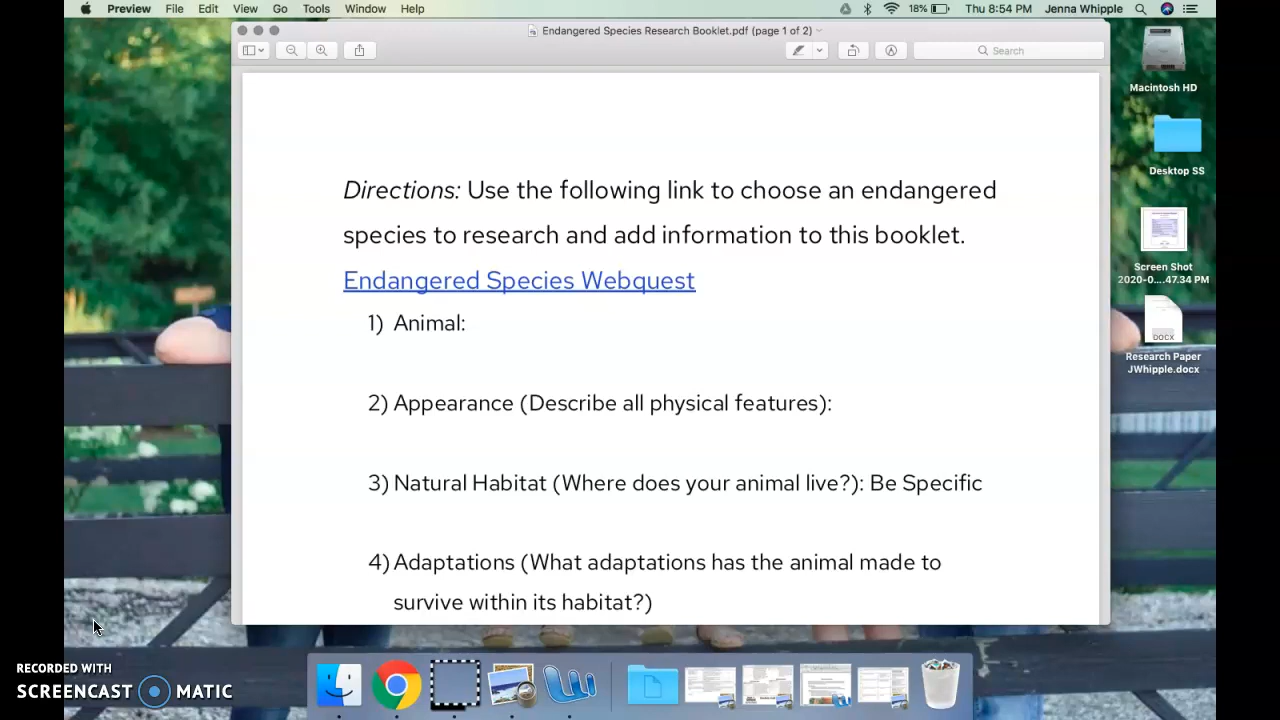 Preview File Edit View Go Tools Window Help 18% Thu 8:54 PM Jenna Whipple
Endangered Species Research Booklet.pdf (page 1 of 2)
Search
Macintosh HD
Desktop SS
Screen Shot
2020-0....47.34 PM
DOCX
Research Paper
JWhipple.docx
Directions: Use the following link to choose an endangered
species to research and add information to this booklet.
Endangered Species Webquest
1) Animal:
2) Appearance (Describe all physical features):
3) Natural Habitat (Where does your animal live?): Be Specific
4) Adaptations (What adaptations has the animal made to
survive within its habitat?)
RECORDED WITH
SCREENCAST MATIC